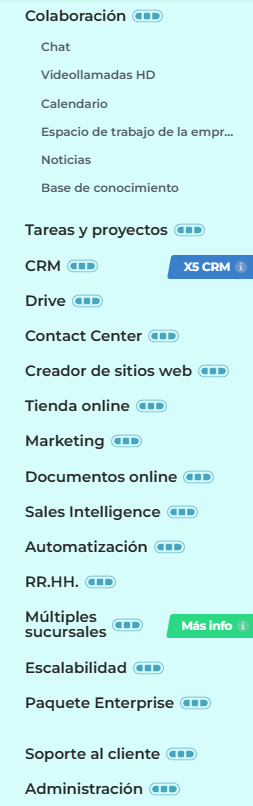 Colaboración
Chat
Videollamadas HD
Calendario
Espacio de trabajo de la empr...
Noticias
Base de conocimiento
Tareas y proyectos
CRM X5 CRM
Drive
Contact Center
Creador de sitios web
Tienda online
Marketing
Documentos online
Sales Intelligence
Automatización
RR.HH.
Múltiples
sucursales Más info
Escalabilidad
Paquete Enterprise
Soporte al cliente
Administración